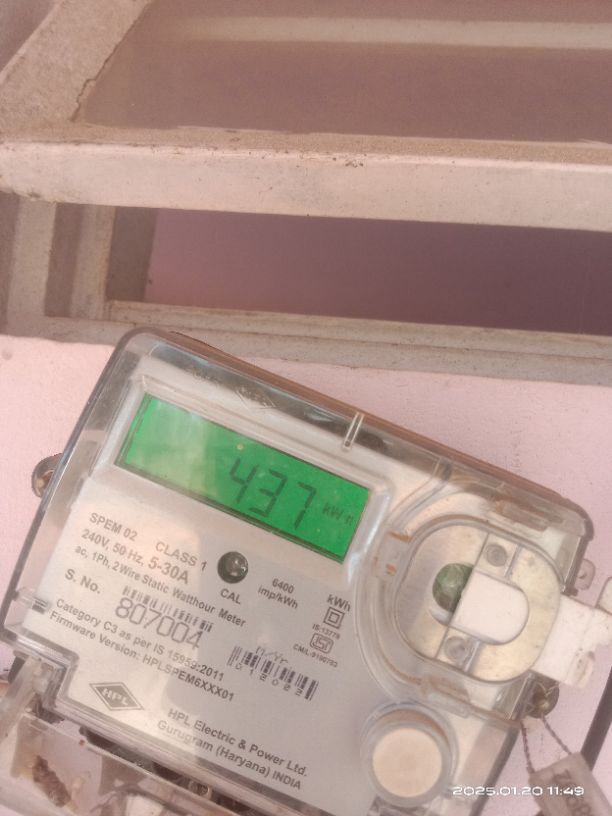 437 kWh
SPEM 02 CLASS 1
240V, 50 Hz, 5-30A
ac, 1Ph, 2 Wire Static Watthour Meter
CAL
6400
imp/kWh
kWh
S. No.
807004
IS-13779
CM/L-9190793
Category C3 as per IS 15959:2011
Firmware Version: HPLSPEM6XXX01
HPL
HPL Electric & Power Ltd.
Gurugram (Haryana) INDIA
2025.01.20 11:49